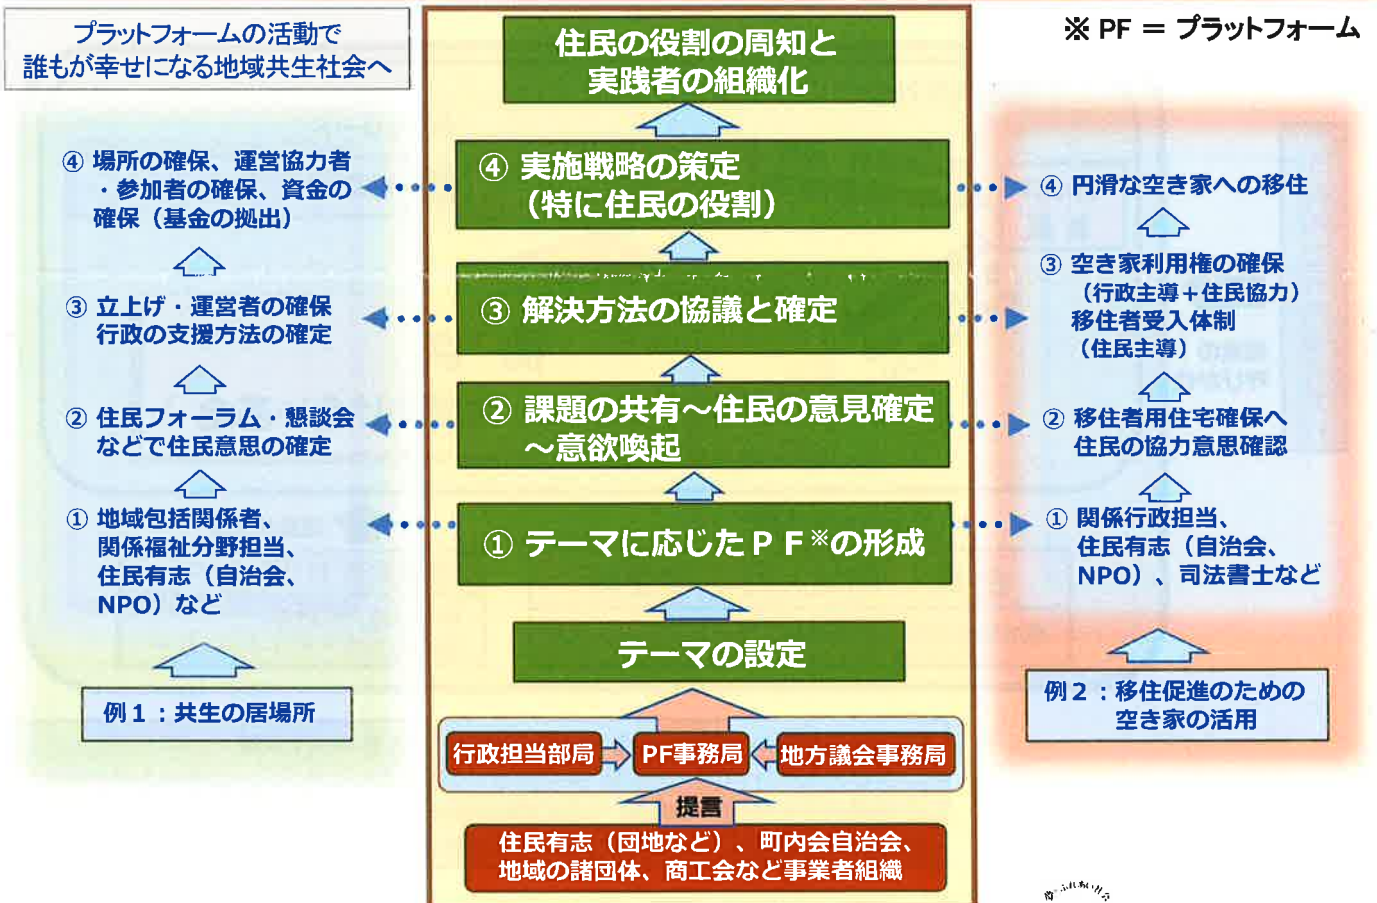 プラットフォームの活動で
誰もが幸せになる地域共生社会へ
※ PF = プラットフォーム
住民の役割の周知と
実践者の組織化
④ 実施戦略の策定
(特に住民の役割)
③ 解決方法の協議と確定
② 課題の共有～住民の意見確定
～意欲喚起
① テーマに応じたPF※の形成
テーマの設定
行政担当部局
PF事務局
地方議会事務局
提言
住民有志(団地など)、町内会自治会、
地域の諸団体、商工会など事業者組織
④ 場所の確保、運営協力者
・参加者の確保、資金の
確保(基金の拠出)
③ 立上げ・運営者の確保
行政の支援方法の確定
② 住民フォーラム・懇談会
などで住民意思の確定
① 地域包括関係者、
関係福祉分野担当、
住民有志(自治会、
NPO)など
例1:共生の居場所
④ 円滑な空き家への移住
③ 空き家利用権の確保
(行政主導+住民協力)
移住者受入体制
(住民主導)
② 移住者用住宅確保へ
住民の協力意思確認
① 関係行政担当、
住民有志(自治会、
NPO)、司法書士など
例2:移住促進のための
空き家の活用